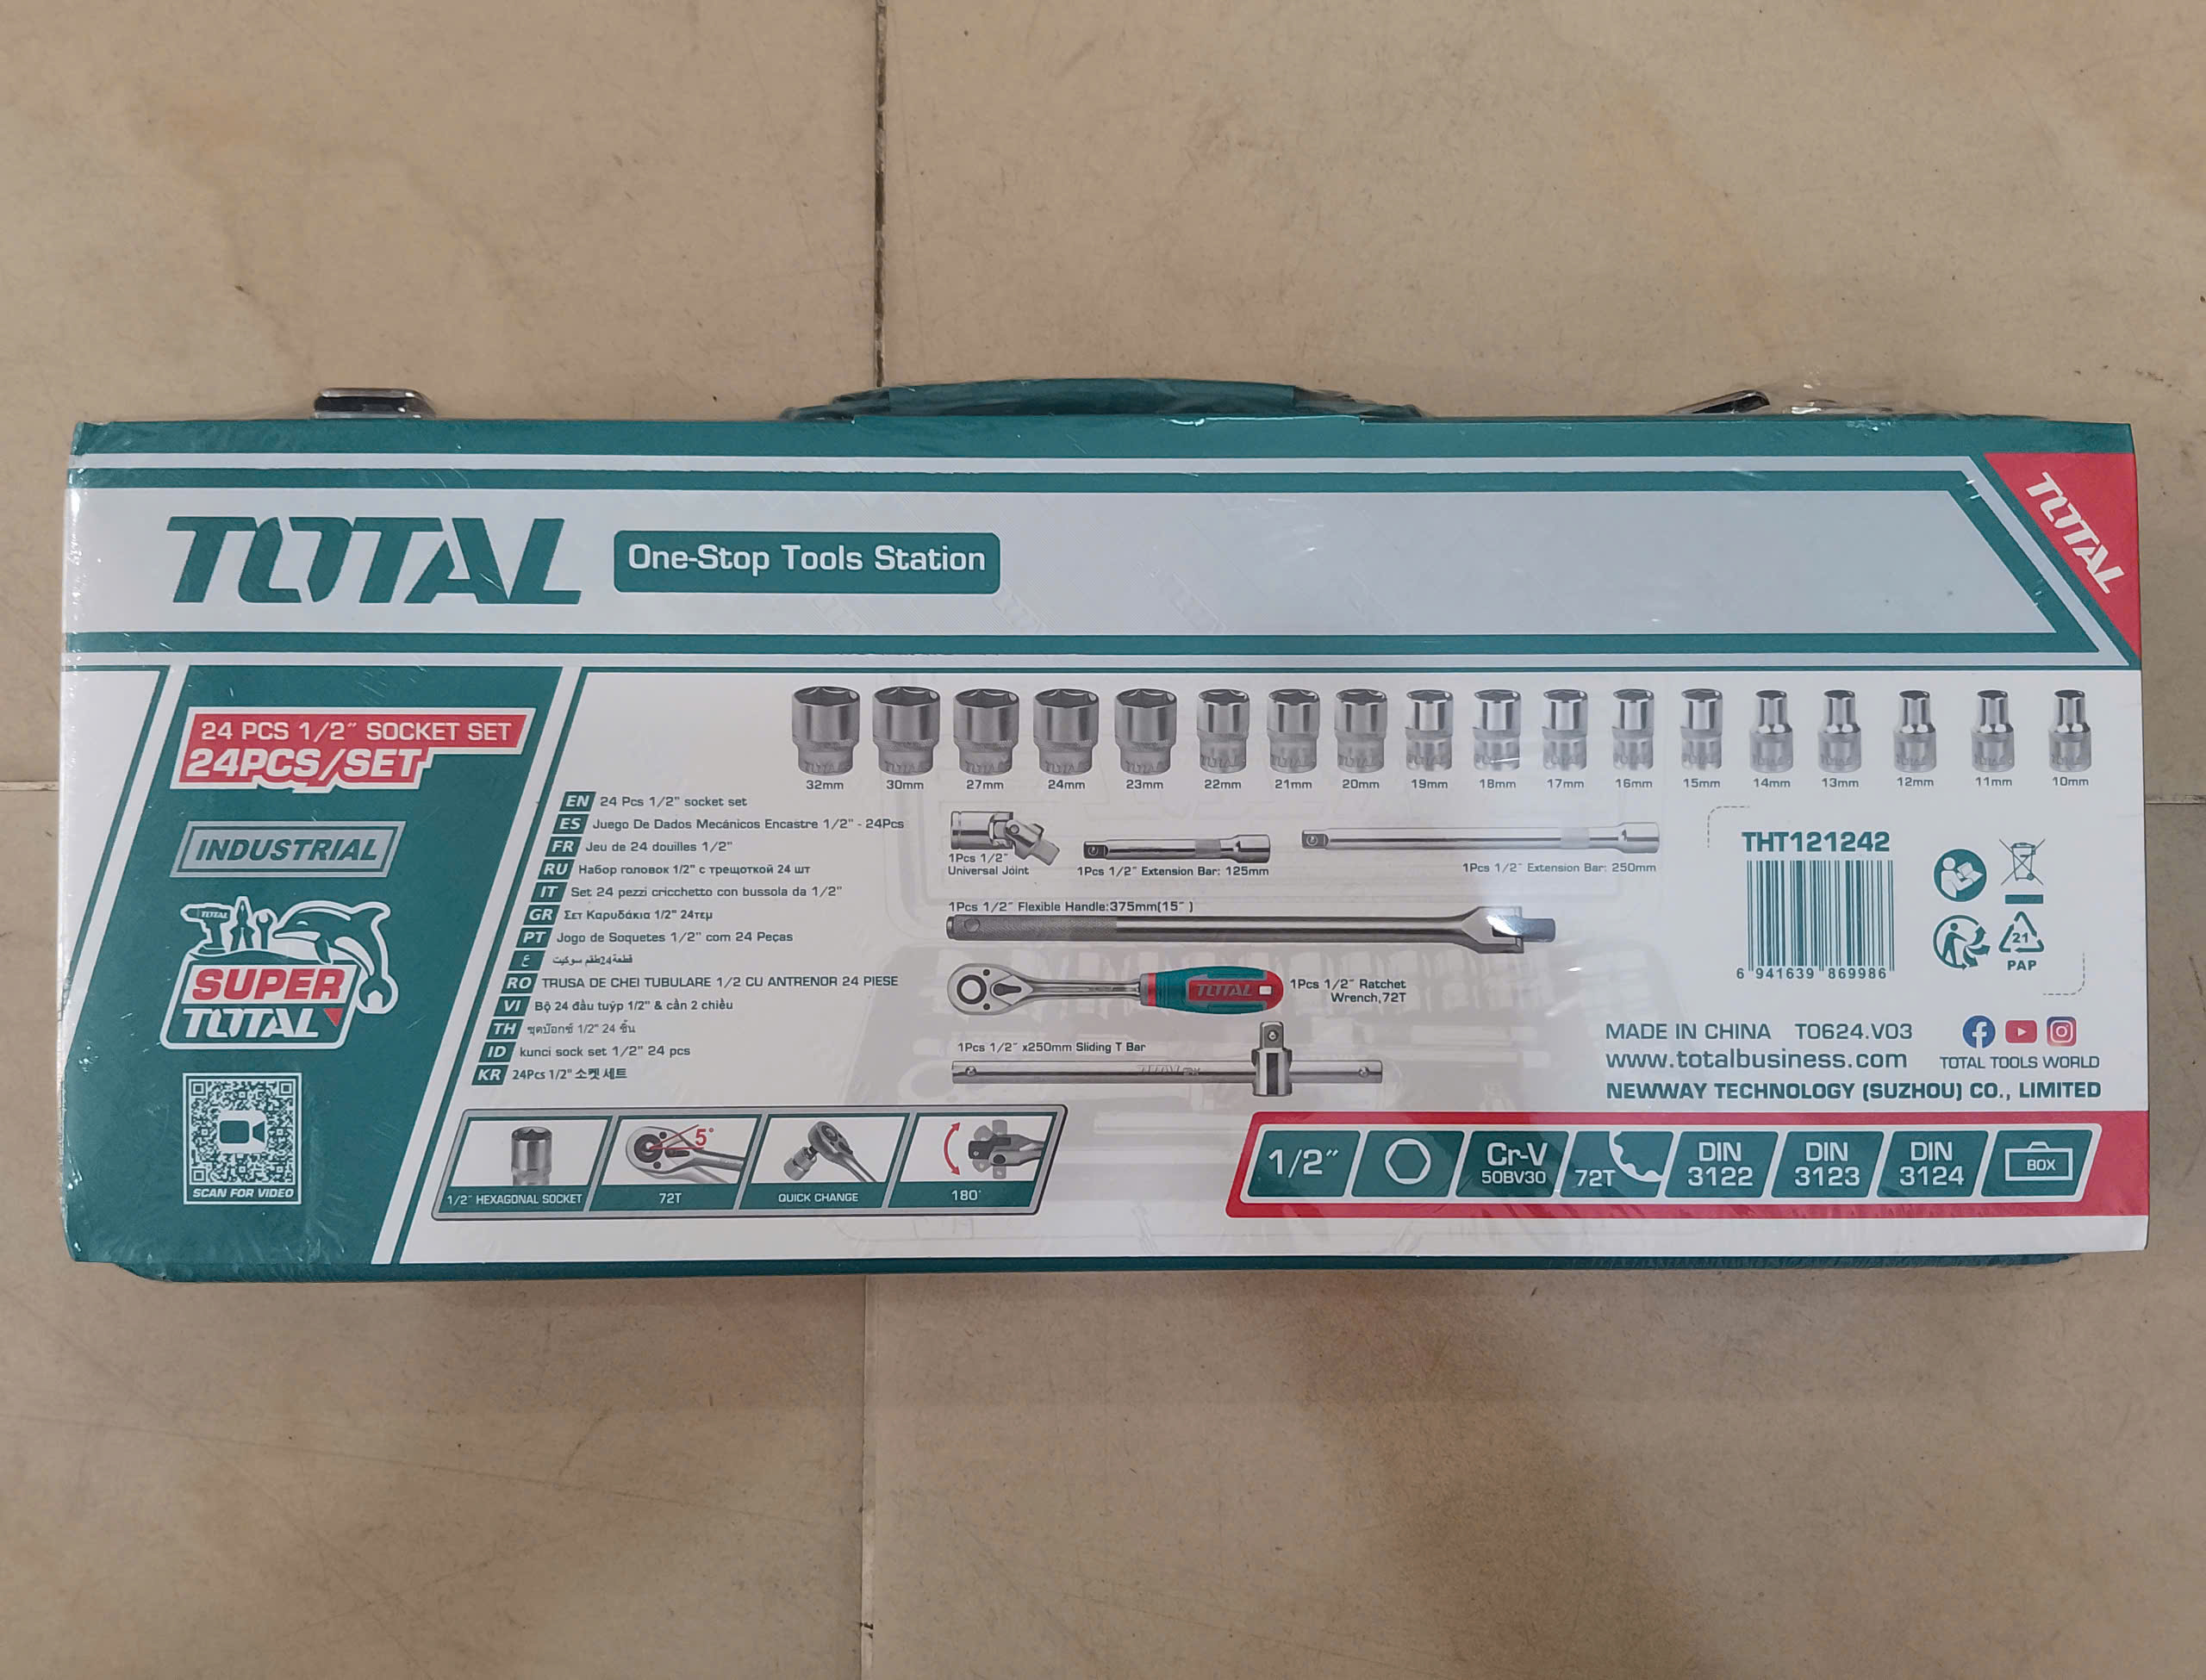 TOTAL
One-Stop Tools Station
TOTAL
24 PCS 1/2" SOCKET SET
24PCS/SET
INDUSTRIAL
TOTAL
SUPER
TOTAL
SCAN FOR VIDEO
32mm 30mm 27mm 24mm 23mm 22mm 21mm 20mm 19mm 18mm 17mm 16mm 15mm 14mm 13mm 12mm 11mm 10mm
EN 24 Pcs 1/2" socket set
ES Juego De Dados Mecánicos Encastre 1/2" - 24Pcs
FR Jeu de 24 douilles 1/2"
RU Набор головок 1/2" с трещоткой 24 шт
IT Set 24 pezzi cricchetto con bussola da 1/2"
GR Σετ Καρυδάκια 1/2" 24τεμ
PT Jogo de Soquetes 1/2" com 24 Peças
ع قطعة24طقم سوكيت
RO TRUSA DE CHEI TUBULARE 1/2 CU ANTRENOR 24 PIESE
VI Bộ 24 đầu tuýp 1/2" & cần 2 chiều
TH ชุดบ๊อกซ์ 1/2" 24 ชิ้น
ID kunci sock set 1/2" 24 pcs
KR 24Pcs 1/2" 소켓 세트
1Pcs 1/2"
Universal Joint
1Pcs 1/2" Extension Bar: 125mm
1Pcs 1/2" Extension Bar: 250mm
1Pcs 1/2" Flexible Handle:375mm(15")
TOTAL
1Pcs 1/2" Ratchet
Wrench,72T
1Pcs 1/2" x250mm Sliding T Bar
TOTAL
THT121242
6 941639 869986
21
PAP
MADE IN CHINA T0624.V03
www.totalbusiness.com
TOTAL TOOLS WORLD
NEWWAY TECHNOLOGY (SUZHOU) CO., LIMITED
1/2" HEXAGONAL SOCKET
5°
72T
QUICK CHANGE
180°
1/2"
Cr-V
50BV30
72T
DIN
3122
DIN
3123
DIN
3124
BOX